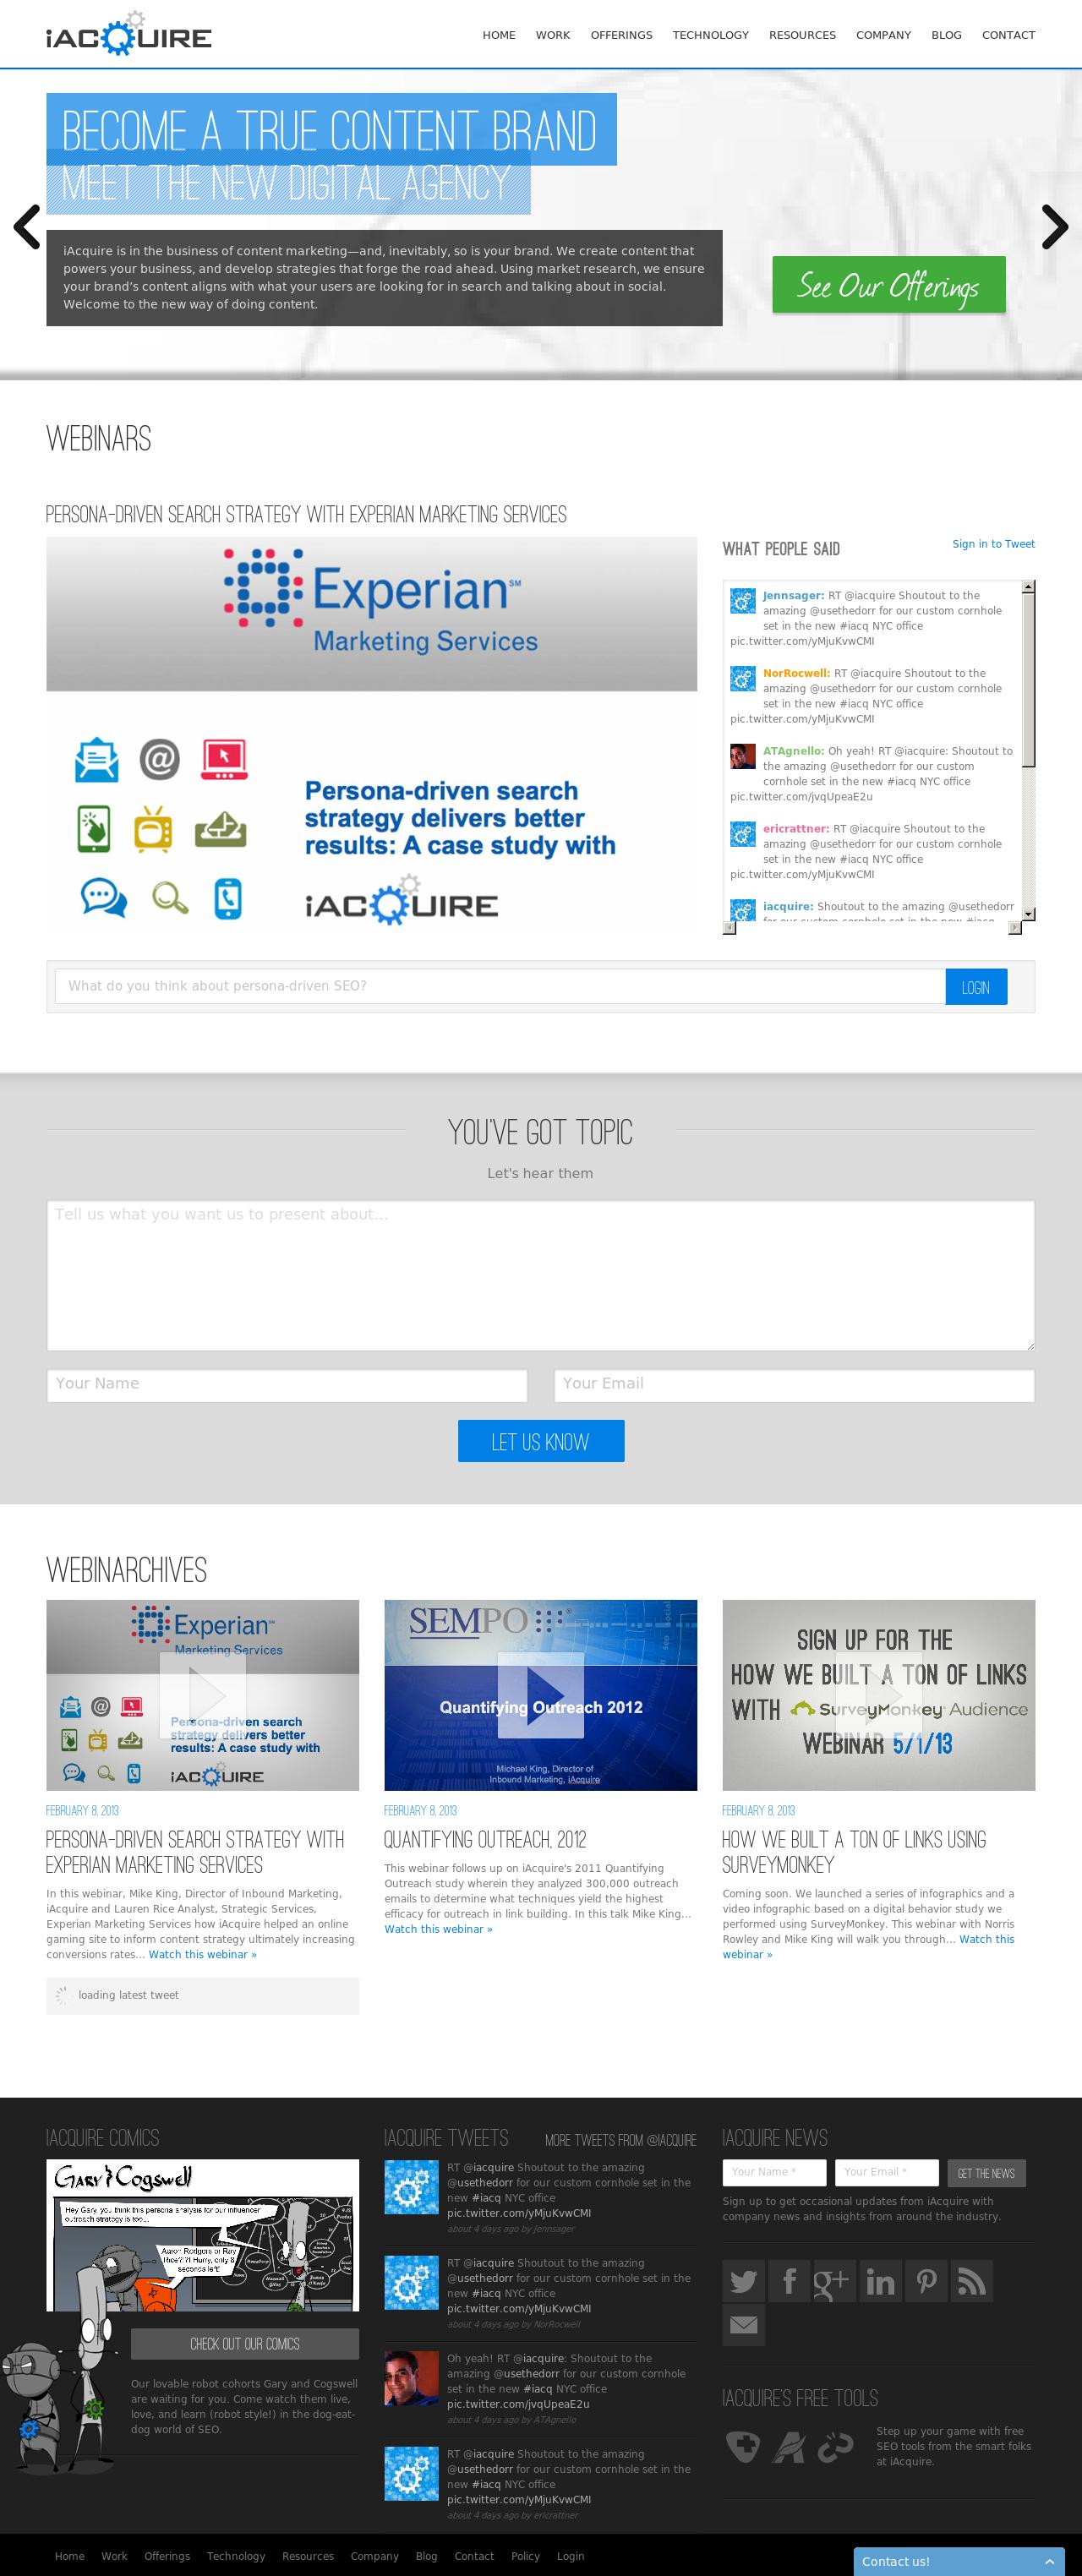 iACQUIRE
HOME WORK OFFERINGS TECHNOLOGY RESOURCES COMPANY BLOG CONTACT
BECOME A TRUE CONTENT BRAND
MEET THE NEW DIGITAL AGENCY
iAcquire is in the business of content marketing—and, inevitably, so is your brand. We create content that
powers your business, and develop strategies that forge the road ahead. Using market research, we ensure
your brand's content aligns with what your users are looking for in search and talking about in social.
Welcome to the new way of doing content.
See Our Offerings
WEBINARS
PERSONA-DRIVEN SEARCH STRATEGY WITH EXPERIAN MARKETING SERVICES
Experian SM
Marketing Services
Persona-driven search
strategy delivers better
results: A case study with
iACQUIRE
WHAT PEOPLE SAID
Sign in to Tweet
Jennsager: RT @iacquire Shoutout to the
amazing @usethedorr for our custom cornhole
set in the new #iacq NYC office
pic.twitter.com/yMjuKvwCMI
NorRocwell: RT @iacquire Shoutout to the
amazing @usethedorr for our custom cornhole
set in the new #iacq NYC office
pic.twitter.com/yMjuKvwCMI
ATAgnello: Oh yeah! RT @iacquire: Shoutout to
the amazing @usethedorr for our custom
cornhole set in the new #iacq NYC office
pic.twitter.com/jvqUpeaE2u
ericrattner: RT @iacquire Shoutout to the
amazing @usethedorr for our custom cornhole
set in the new #iacq NYC office
pic.twitter.com/yMjuKvwCMI
iacquire: Shoutout to the amazing @usethedorr
for our custom cornhole set in the new #iacq
What do you think about persona-driven SEO?
LOGIN
YOU'VE GOT TOPIC
Let's hear them
Tell us what you want us to present about...
Your Name
Your Email
LET US KNOW
WEBINARCHIVES
Experian SM
Marketing Services
Persona-driven search
strategy delivers better
results: A case study with
iACQUIRE
FEBRUARY 8, 2013
PERSONA-DRIVEN SEARCH STRATEGY WITH
EXPERIAN MARKETING SERVICES
In this webinar, Mike King, Director of Inbound Marketing,
iAcquire and Lauren Rice Analyst, Strategic Services,
Experian Marketing Services how iAcquire helped an online
gaming site to inform content strategy ultimately increasing
conversions rates... Watch this webinar »
loading latest tweet
SEMPO ®
Quantifying Outreach 2012
Michael King, Director of
Inbound Marketing, iAcquire
FEBRUARY 8, 2013
QUANTIFYING OUTREACH, 2012
This webinar follows up on iAcquire's 2011 Quantifying
Outreach study wherein they analyzed 300,000 outreach
emails to determine what techniques yield the highest
efficacy for outreach in link building. In this talk Mike King...
Watch this webinar »
SIGN UP FOR THE
HOW WE BUILT A TON OF LINKS
WITH SurveyMonkey Audience
WEBINAR 5/1/13
FEBRUARY 8, 2013
HOW WE BUILT A TON OF LINKS USING
SURVEYMONKEY
Coming soon. We launched a series of infographics and a
video infographic based on a digital behavior study we
performed using SurveyMonkey. This webinar with Norris
Rowley and Mike King will walk you through... Watch this
webinar »
IACQUIRE COMICS
Gary & Cogswell
Hey Gary, you think this persona analysis for our influencer
outreach strategy is too...
Aaron Rodgers or Ray
Rice?!?! Hurry, only 8
seconds left!
CHECK OUT OUR COMICS
Our lovable robot cohorts Gary and Cogswell
are waiting for you. Come watch them live,
love, and learn (robot style!) in the dog-eat-
dog world of SEO.
IACQUIRE TWEETS
MORE TWEETS FROM @IACQUIRE
RT @iacquire Shoutout to the amazing
@usethedorr for our custom cornhole set in the
new #iacq NYC office
pic.twitter.com/yMjuKvwCMI
about 4 days ago by Jennsager
RT @iacquire Shoutout to the amazing
@usethedorr for our custom cornhole set in the
new #iacq NYC office
pic.twitter.com/yMjuKvwCMI
about 4 days ago by NorRocwell
Oh yeah! RT @iacquire: Shoutout to the
amazing @usethedorr for our custom cornhole
set in the new #iacq NYC office
pic.twitter.com/jvqUpeaE2u
about 4 days ago by ATAgnello
RT @iacquire Shoutout to the amazing
@usethedorr for our custom cornhole set in the
new #iacq NYC office
pic.twitter.com/yMjuKvwCMI
about 4 days ago by ericrattner
IACQUIRE NEWS
Your Name *
Your Email *
GET THE NEWS
Sign up to get occasional updates from iAcquire with
company news and insights from around the industry.
IACQUIRE'S FREE TOOLS
Step up your game with free
SEO tools from the smart folks
at iAcquire.
Home Work Offerings Technology Resources Company Blog Contact Policy Login
Contact us!